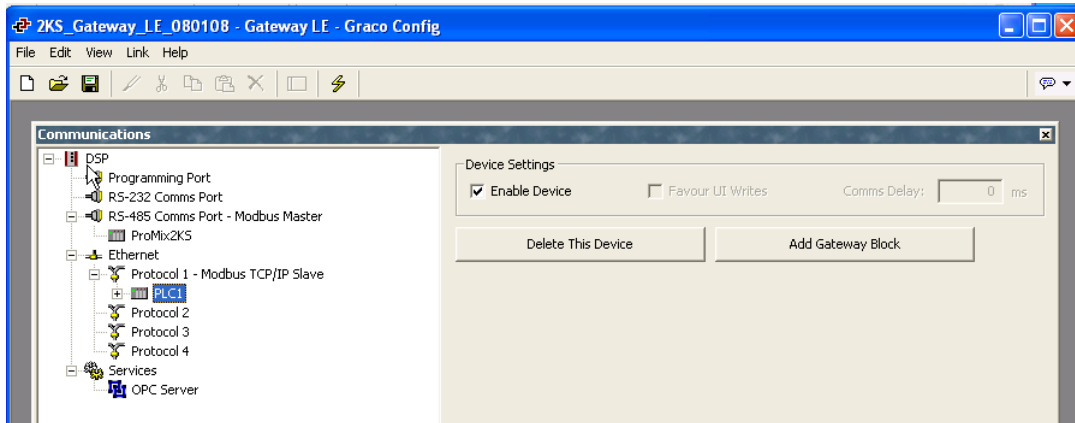 2KS_Gateway_LE_080108 - Gateway LE - Graco Config
File Edit View Link Help
Communications
DSP
Programming Port
RS-232 Comms Port
RS-485 Comms Port - Modbus Master
ProMix2KS
Ethernet
Protocol 1 - Modbus TCP/IP Slave
PLC1
Protocol 2
Protocol 3
Protocol 4
Services
OPC Server
Device Settings
Enable Device Favour UI Writes Comms Delay: 0 ms
Delete This Device Add Gateway Block